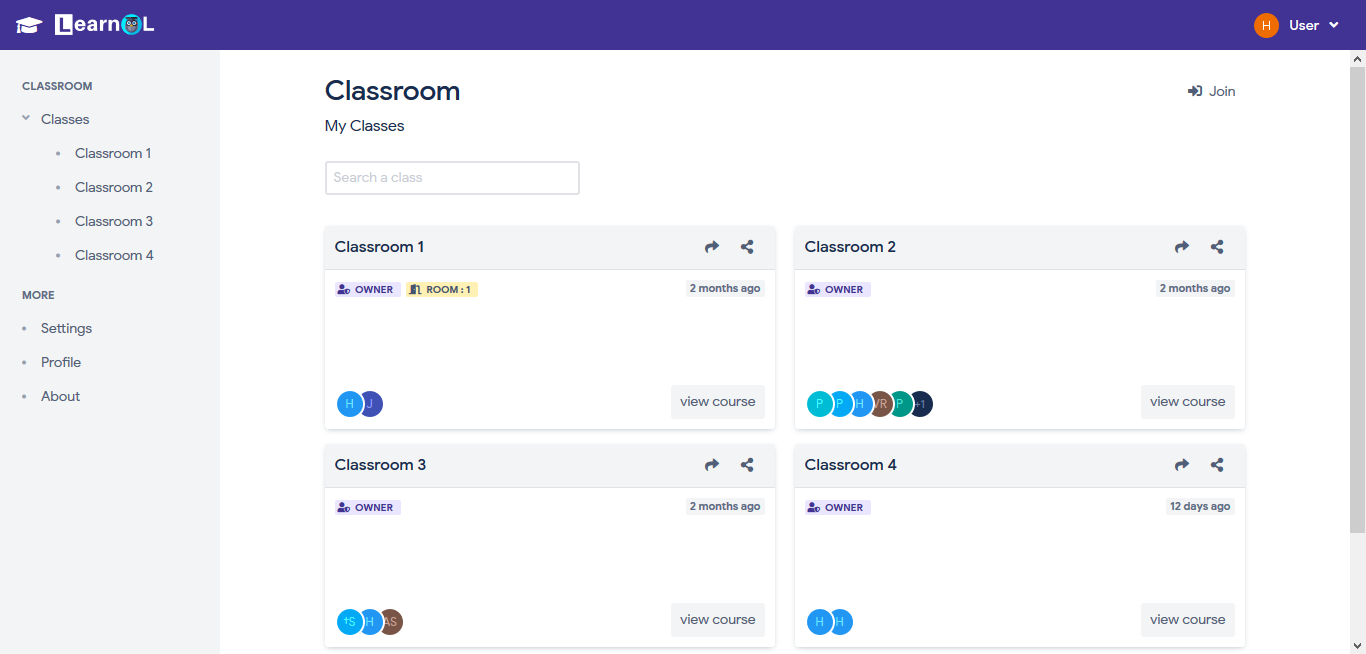 LearnOL
H User
CLASSROOM
Classes
Classroom 1
Classroom 2
Classroom 3
Classroom 4
MORE
Settings
Profile
About
Classroom
Join
My Classes
Search a class
Classroom 1
OWNER ROOM : 1 2 months ago
H J view course
Classroom 2
OWNER 2 months ago
P P H VR P +1 view course
Classroom 3
OWNER 2 months ago
†S H AS view course
Classroom 4
OWNER 12 days ago
H H view course